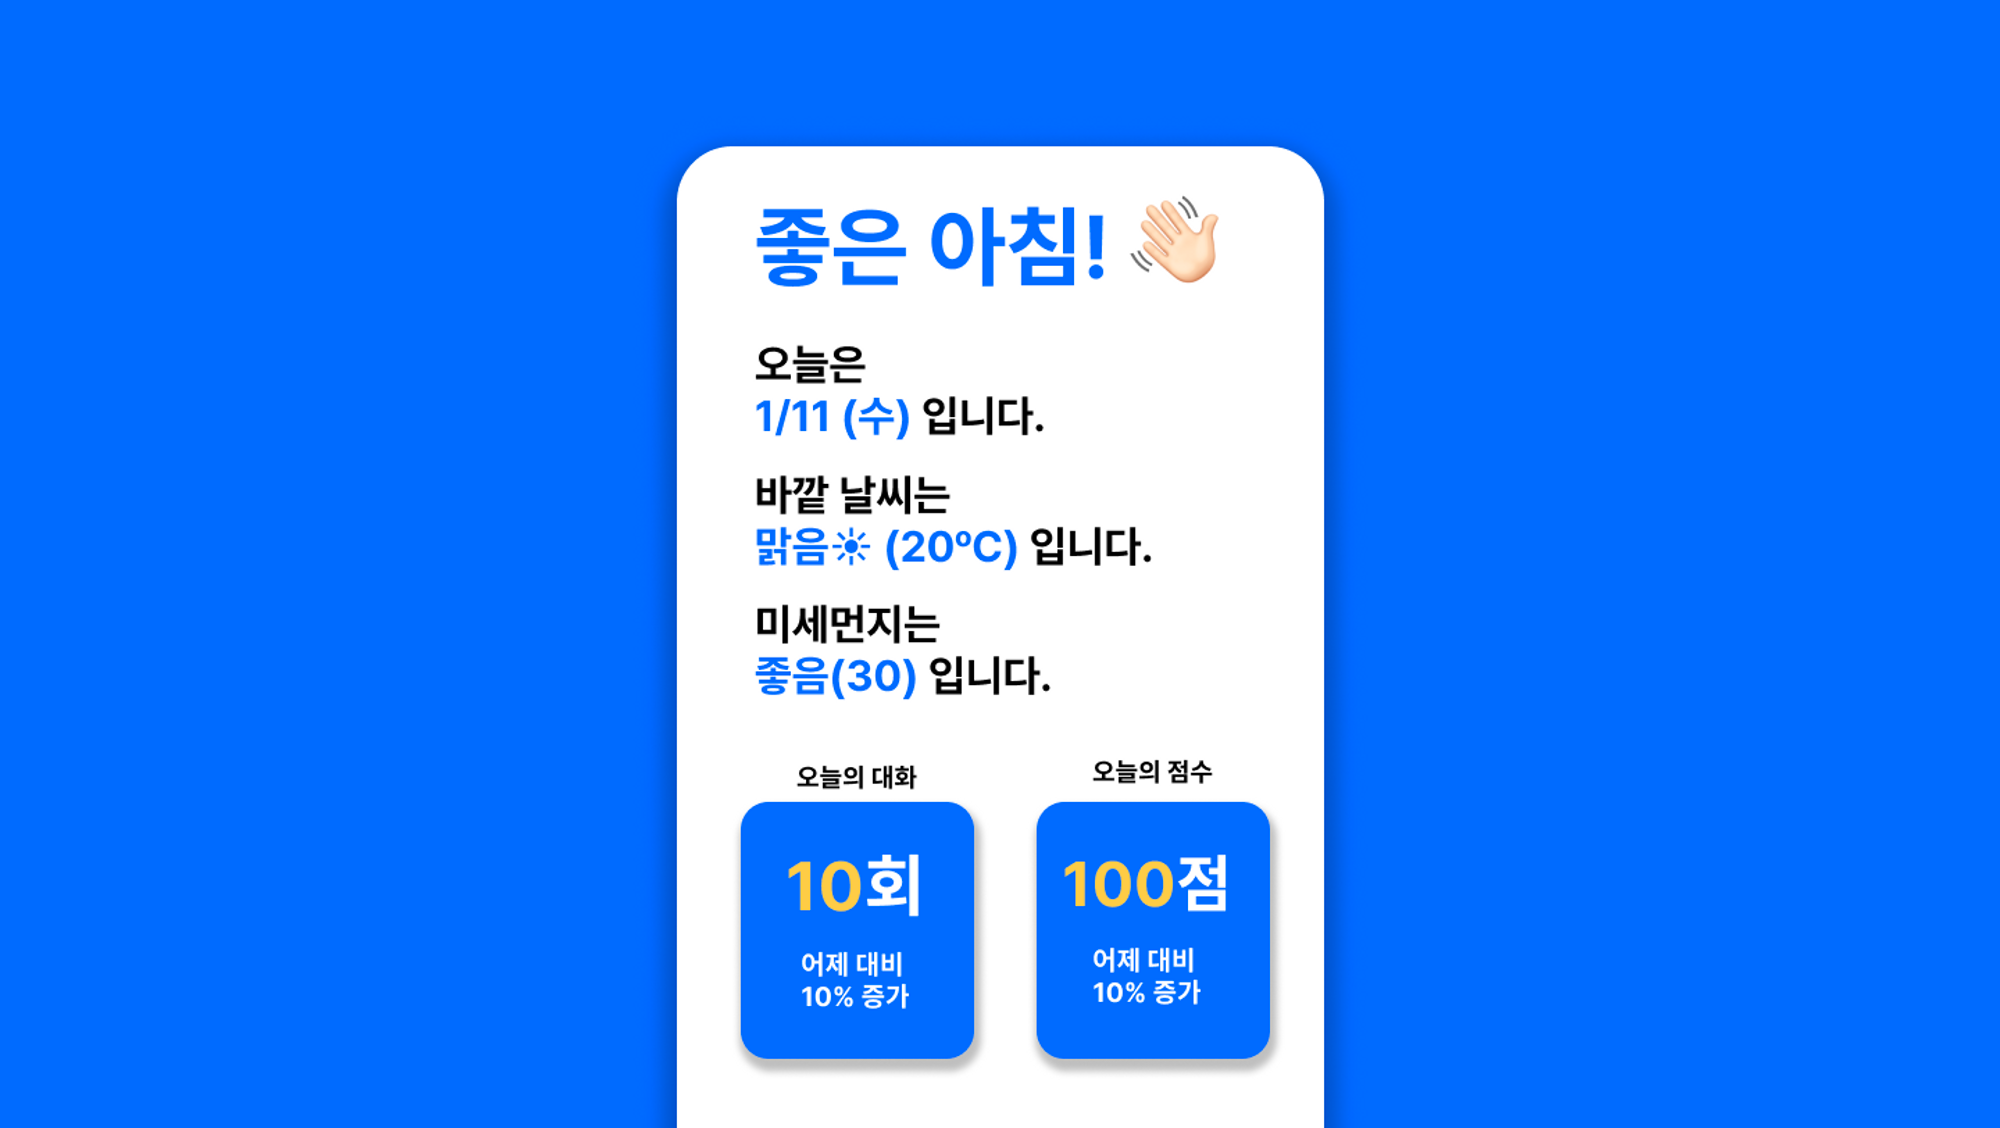 좋은 아침! 👋🏻
오늘은
1/11 (수) 입니다.
바깥 날씨는
맑음☀ (20°C) 입니다.
미세먼지는
좋음(30) 입니다.
오늘의 대화
10회
어제 대비
10% 증가
오늘의 점수
100점
어제 대비
10% 증가